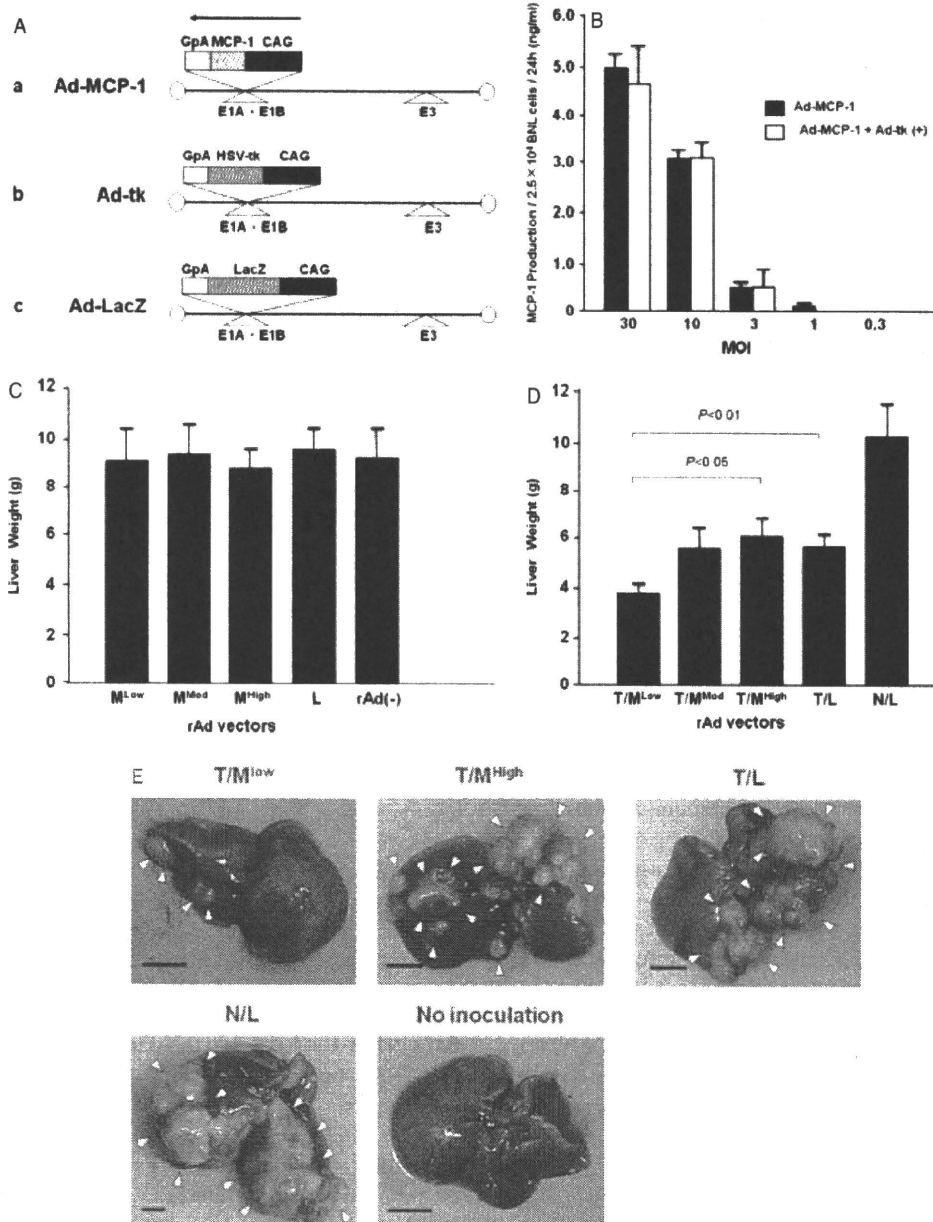 A
GpA MCP-1 CAG
a Ad-MCP-1
E1A · E1B E3
GpA HSV-tk CAG
b Ad-tk
E1A · E1B E3
GpA LacZ CAG
c Ad-LacZ
E1A · E1B E3
B
MCP-1 Production / 2.5 × 10⁴ BNL cells / 24h (ng/ml)
6.0
5.0
4.0
3.0
2.0
1.0
0
30 10 3 1 0.3
MOI
Ad-MCP-1
Ad-MCP-1 + Ad-tk (+)
C
Liver Weight (g)
12
10
8
6
4
2
0
M^Low M^Mod M^High L rAd(-)
rAd vectors
D
Liver Weight (g)
12
10
12
8
6
4
2
0
P<0.01
P<0.05
T/M^Low T/M^Mod T/M^High T/L N/L
rAd vectors
E
T/M^low T/M^High T/L
N/L No inoculation